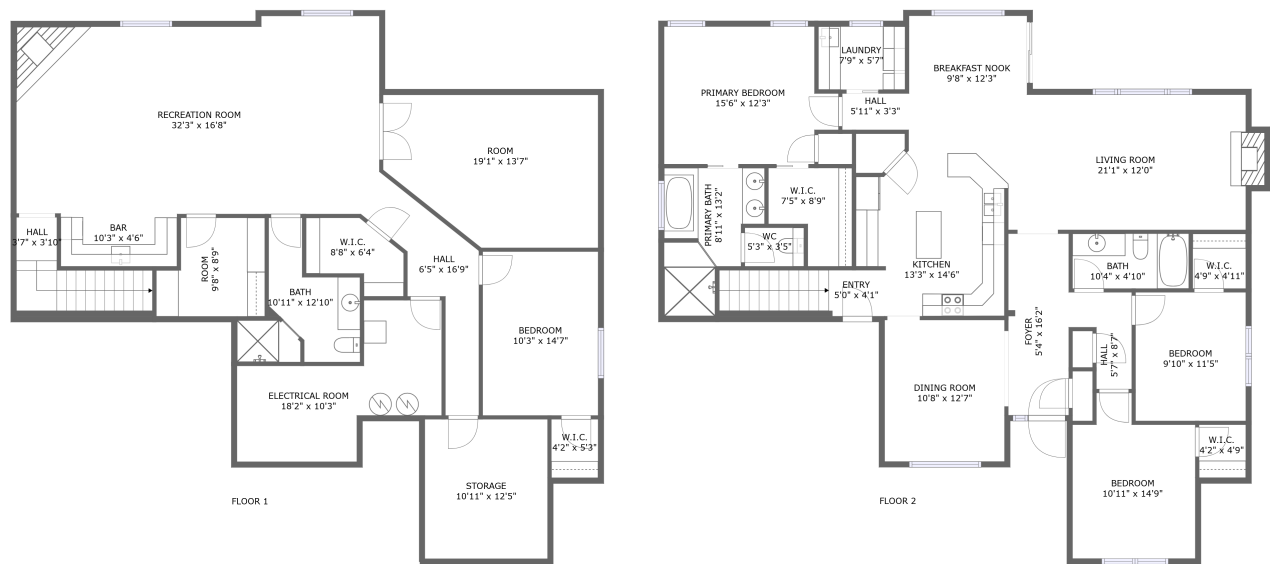 RECREATION ROOM
32'3" x 16'8"
ROOM
19'1" x 13'7"
HALL
3'7" x 3'10"
BAR
10'3" x 4'6"
ROOM
9'8" x 8'9"
W.I.C.
8'8" x 6'4"
HALL
6'5" x 16'9"
BATH
10'11" x 12'10"
BEDROOM
10'3" x 14'7"
ELECTRICAL ROOM
18'2" x 10'3"
W.I.C.
4'2" x 5'3"
STORAGE
10'11" x 12'5"
FLOOR 1
LAUNDRY
7'9" x 5'7"
BREAKFAST NOOK
9'8" x 12'3"
PRIMARY BEDROOM
15'6" x 12'3"
HALL
5'11" x 3'3"
LIVING ROOM
21'1" x 12'0"
PRIMARY BATH
8'11" x 13'2"
W.I.C.
7'5" x 8'9"
WC
5'3" x 3'5"
KITCHEN
13'3" x 14'6"
ENTRY
5'0" x 4'1"
BATH
10'4" x 4'10"
W.I.C.
4'9" x 4'11"
FOYER
5'4" x 16'2"
HALL
5'7" x 8'7"
BEDROOM
9'10" x 11'5"
DINING ROOM
10'8" x 12'7"
W.I.C.
4'2" x 4'9"
BEDROOM
10'11" x 14'9"
FLOOR 2